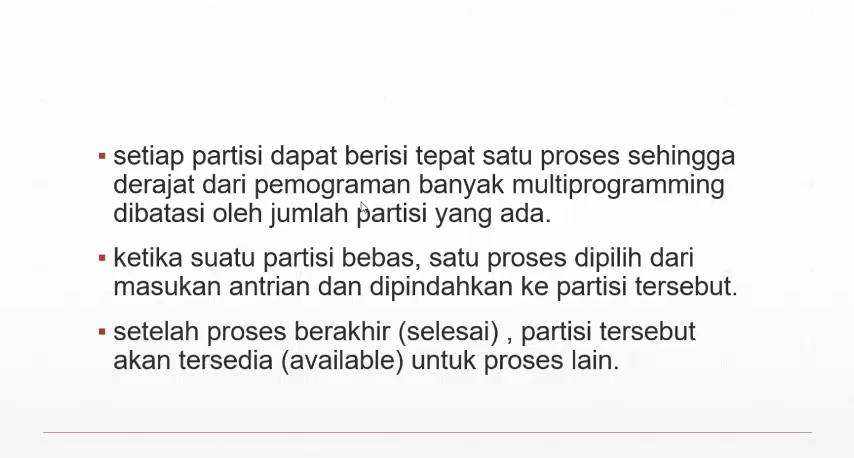 ▪ setiap partisi dapat berisi tepat satu proses sehingga
derajat dari pemograman banyak multiprogramming
dibatasi oleh jumlah partisi yang ada.
▪ ketika suatu partisi bebas, satu proses dipilih dari
masukan antrian dan dipindahkan ke partisi tersebut.
▪ setelah proses berakhir (selesai) , partisi tersebut
akan tersedia (available) untuk proses lain.